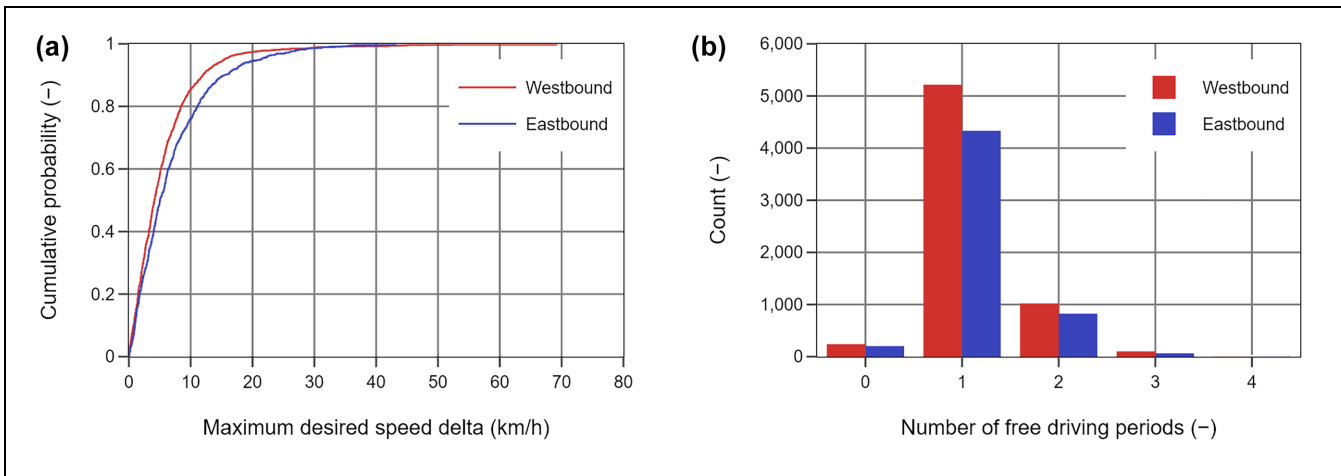 (a)
Cumulative probability (−)
1
0.8
0.6
0.4
0.2
0
0 10 20 30 40 50 60 70 80
Maximum desired speed delta (km/h)
Westbound
Eastbound
(b)
Count (−)
6,000
5,000
4,000
3,000
2,000
1,000
0
0 1 2 3 4
Number of free driving periods (−)
Westbound
Eastbound